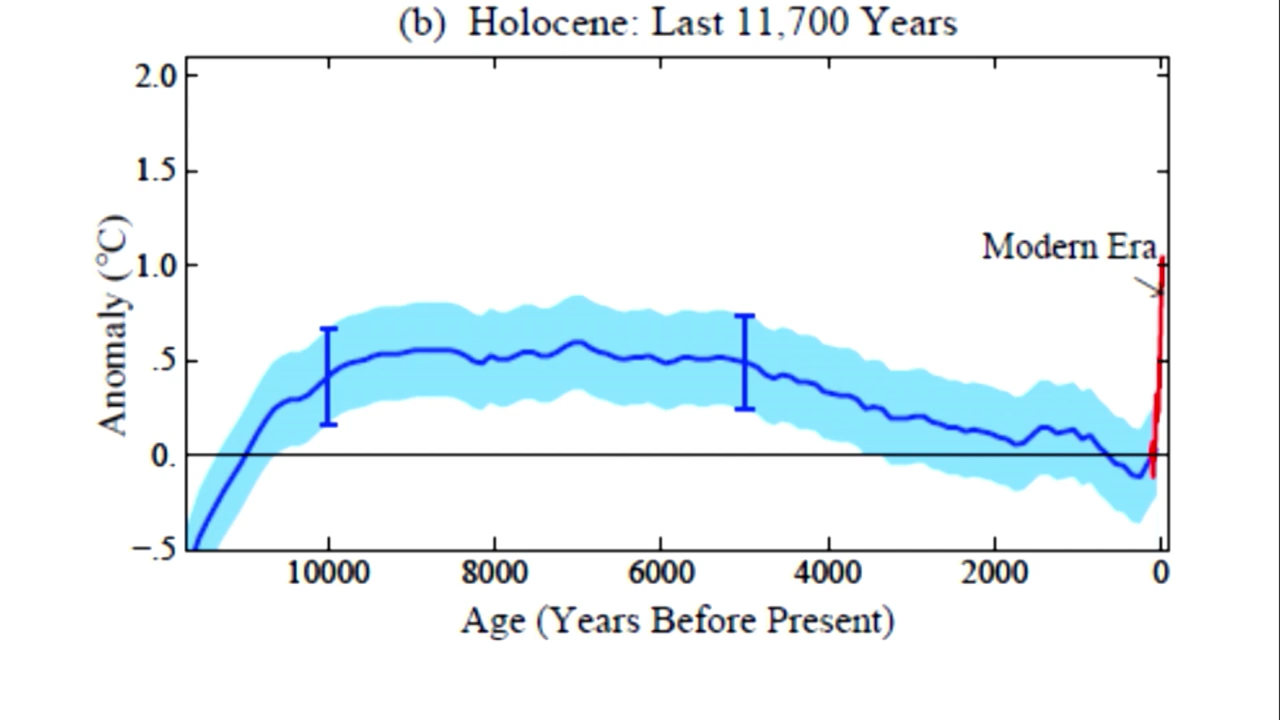 (b) Holocene: Last 11,700 Years
2.0
1.5
Modern Era
1.0
.5
0.
−.5
Anomaly (°C)
10000 8000 6000 4000 2000 0
Age (Years Before Present)